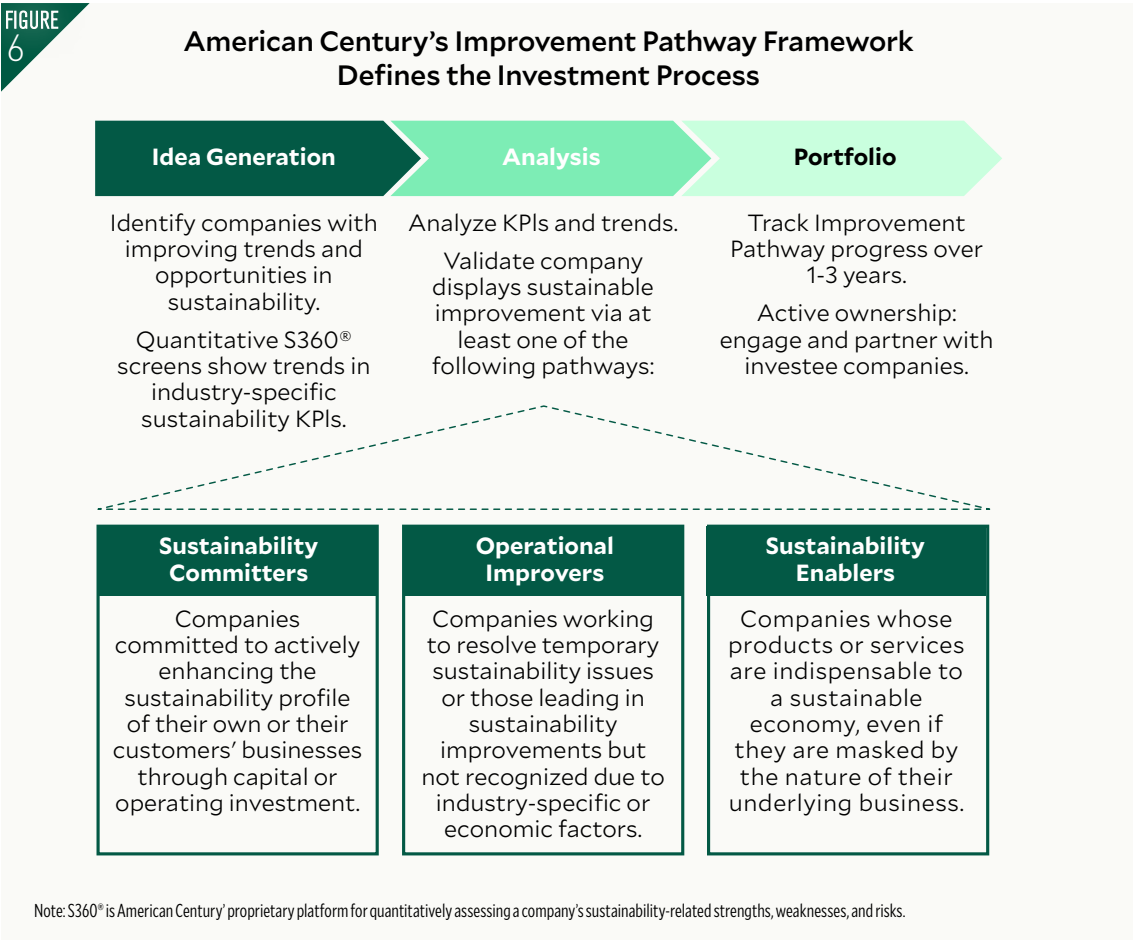 FIGURE
6
American Century's Improvement Pathway Framework
Defines the Investment Process
Idea Generation
Identify companies with
improving trends and
opportunities in
sustainability.
Quantitative S360®
screens show trends in
industry-specific
sustainability KPIs.
Analysis
Analyze KPIs and trends.
Validate company
displays sustainable
improvement via at
least one of the
following pathways:
Portfolio
Track Improvement
Pathway progress over
1-3 years.
Active ownership:
engage and partner with
investee companies.
Sustainability
Committers
Companies
committed to actively
enhancing the
sustainability profile
of their own or their
customers' businesses
through capital or
operating investment.
Operational
Improvers
Companies working
to resolve temporary
sustainability issues
or those leading in
sustainability
improvements but
not recognized due to
industry-specific or
economic factors.
Sustainability
Enablers
Companies whose
products or services
are indispensable to
a sustainable
economy, even if
they are masked by
the nature of their
underlying business.
Note: S360® is American Century' proprietary platform for quantitatively assessing a company's sustainability-related strengths, weaknesses, and risks.